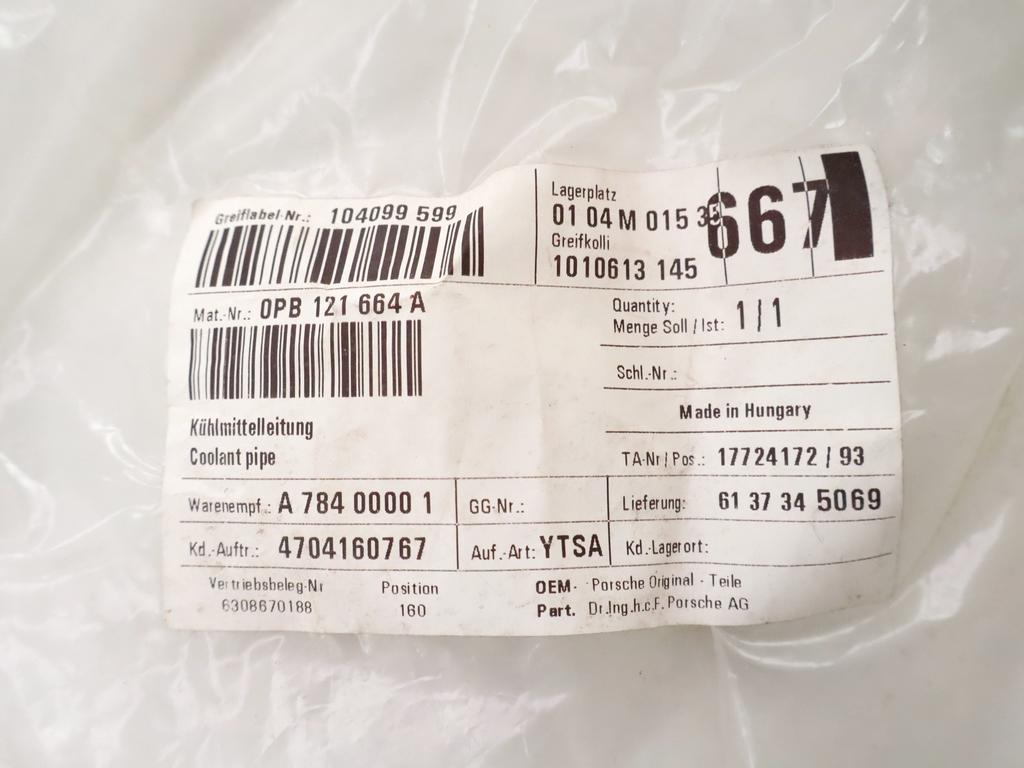 Greiflabel-Nr.: 104099 599
Lagerplatz
01 04 M 015 35
667
Greifkolli
1010613 145
Mat.-Nr.: 0PB 121 664 A
Quantity:
Menge Soll / Ist: 1 / 1
Schl.-Nr.:
Made in Hungary
Kühlmittelleitung
Coolant pipe
TA-Nr / Pos.: 17724172 / 93
Warenempf.: A 784 0000 1
GG-Nr.:
Lieferung: 61 37 34 5069
Kd.-Auftr.: 4704160767
Auf.-Art: YTSA
Kd.-Lagerort:
Vertriebsbeleg-Nr Position
6308670188 160
OEM- Porsche Original - Teile
Part. Dr.Ing.h.c.F. Porsche AG